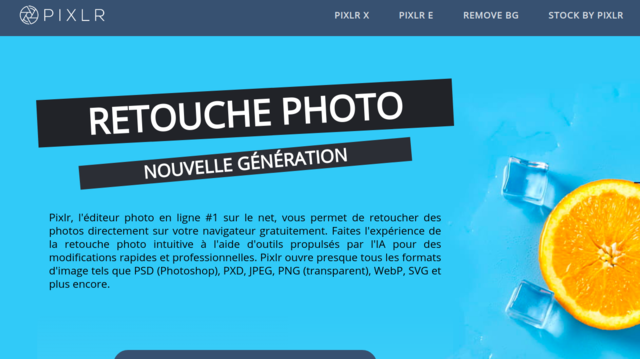 PIXLR
PIXLR X PIXLR E REMOVE BG STOCK BY PIXLR
RETOUCHE PHOTO
NOUVELLE GÉNÉRATION
Pixlr, l'éditeur photo en ligne #1 sur le net, vous permet de retoucher des
photos directement sur votre navigateur gratuitement. Faites l'expérience de
la retouche photo intuitive à l'aide d'outils propulsés par l'IA pour des
modifications rapides et professionnelles. Pixlr ouvre presque tous les formats
d'image tels que PSD (Photoshop), PXD, JPEG, PNG (transparent), WebP, SVG et
plus encore.